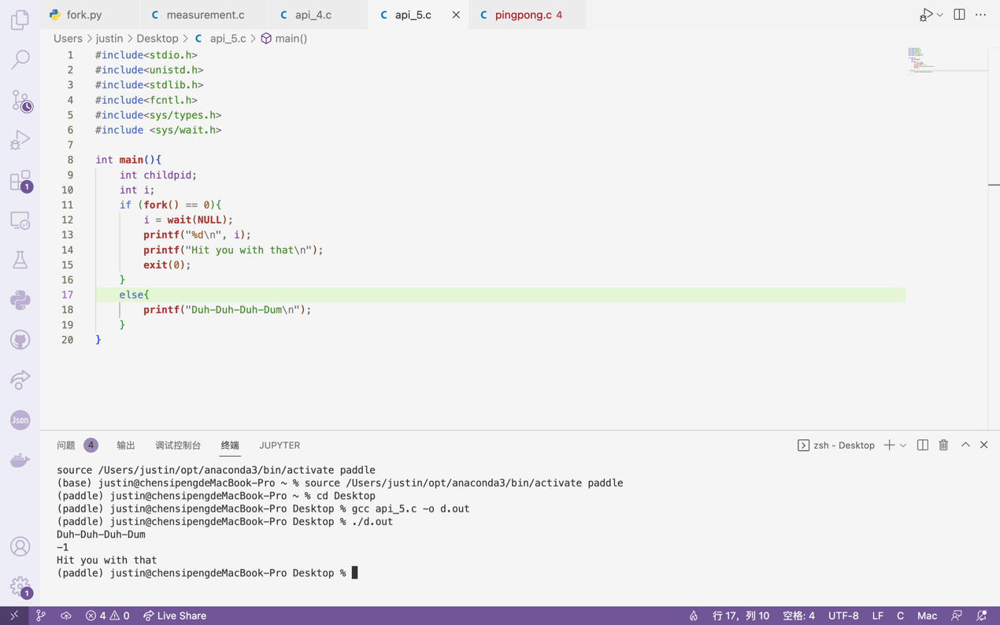 fork.py
C measurement.c
C api_4.c
C api_5.c
C pingpong.c 4
Users > justin > Desktop > C api_5.c > main()
1 #include<stdio.h>
2 #include<unistd.h>
3 #include<stdlib.h>
4 #include<fcntl.h>
5 #include<sys/types.h>
6 #include <sys/wait.h>
7
8 int main(){
9 int childpid;
10 int i;
11 if (fork() == 0){
12 i = wait(NULL);
13 printf("%d\n", i);
14 printf("Hit you with that\n");
15 exit(0);
16 }
17 else{
18 printf("Duh-Duh-Duh-Dum\n");
19 }
20 }
1
Json
1
问题 4 输出 调试控制台 终端 JUPYTER
zsh - Desktop
source /Users/justin/opt/anaconda3/bin/activate paddle
(base) justin@chensipengdeMacBook-Pro ~ % source /Users/justin/opt/anaconda3/bin/activate paddle
(paddle) justin@chensipengdeMacBook-Pro ~ % cd Desktop
(paddle) justin@chensipengdeMacBook-Pro Desktop % gcc api_5.c -o d.out
(paddle) justin@chensipengdeMacBook-Pro Desktop % ./d.out
Duh-Duh-Duh-Dum
-1
Hit you with that
(paddle) justin@chensipengdeMacBook-Pro Desktop %
4 0 Live Share
行 17，列 10 空格: 4 UTF-8 LF C Mac